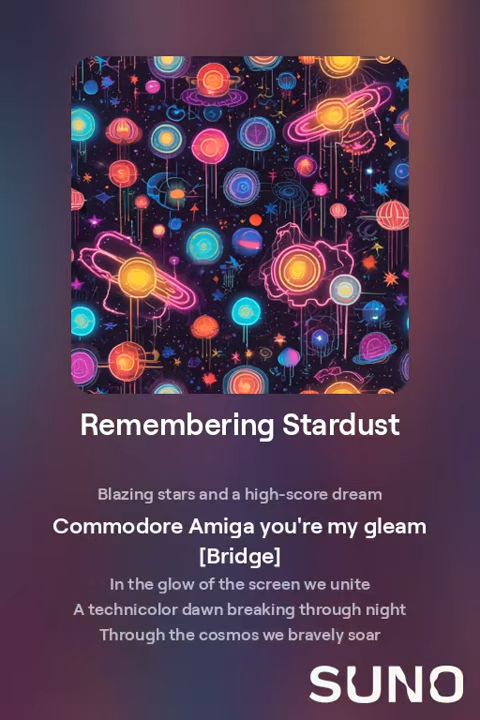 Remembering Stardust
Blazing stars and a high-score dream
Commodore Amiga you're my gleam
[Bridge]
In the glow of the screen we unite
A technicolor dawn breaking through night
Through the cosmos we bravely soar
SUNO